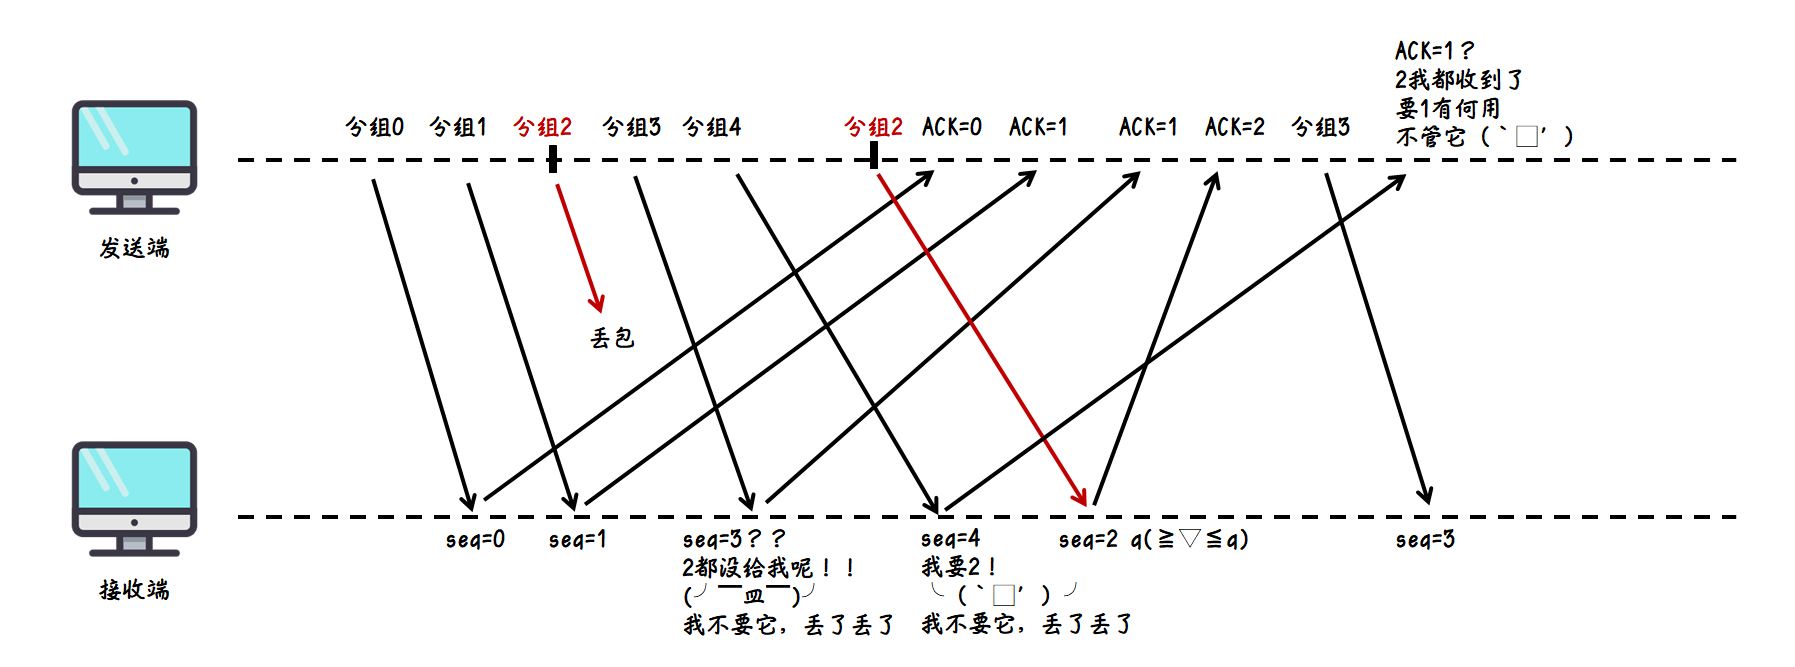 ACK=1？
2我都收到了
要1有何用
不管它（｀□′）
分组0 分组1 分组2 分组3 分组4 分组2 ACK=0 ACK=1 ACK=1 ACK=2 分组3
发送端
丢包
接收端
seq=0 seq=1 seq=3？？ seq=4 seq=2 q(≧▽≦q) seq=3
2都没给我呢！！ 我要2！
(╯￣皿￣)╯ ╰（｀□′）╯
我不要它，丢了丢了 我不要它，丢了丢了